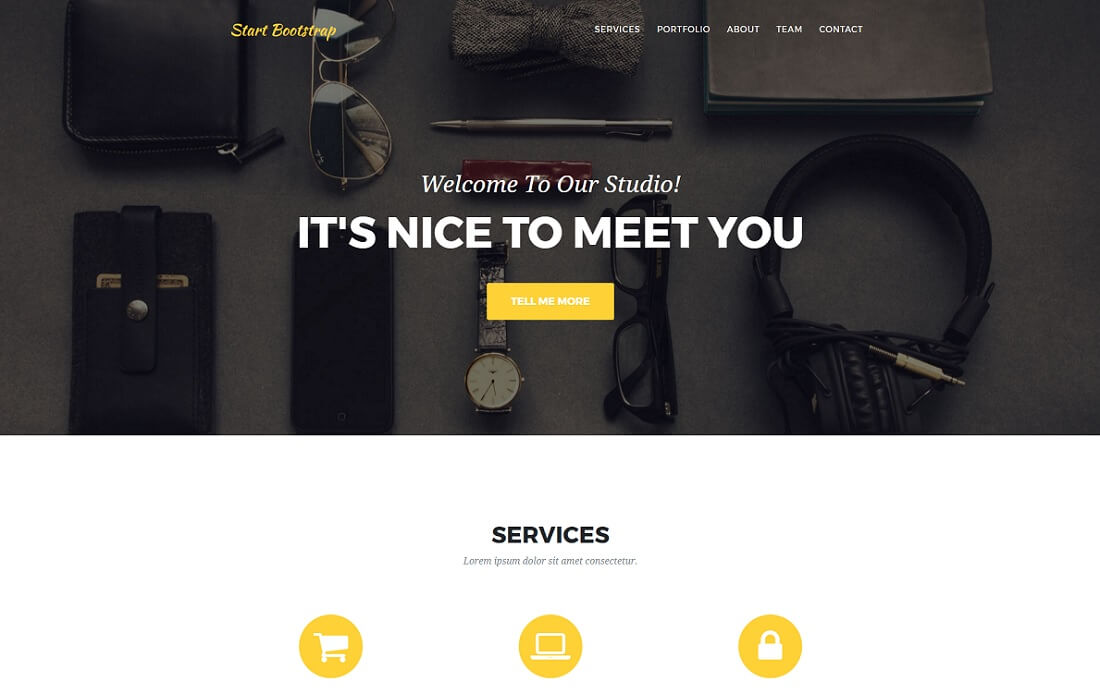 Start Bootstrap
SERVICES PORTFOLIO ABOUT TEAM CONTACT
Welcome To Our Studio!
IT'S NICE TO MEET YOU
TELL ME MORE
SERVICES
Lorem ipsum dolor sit amet consectetur.